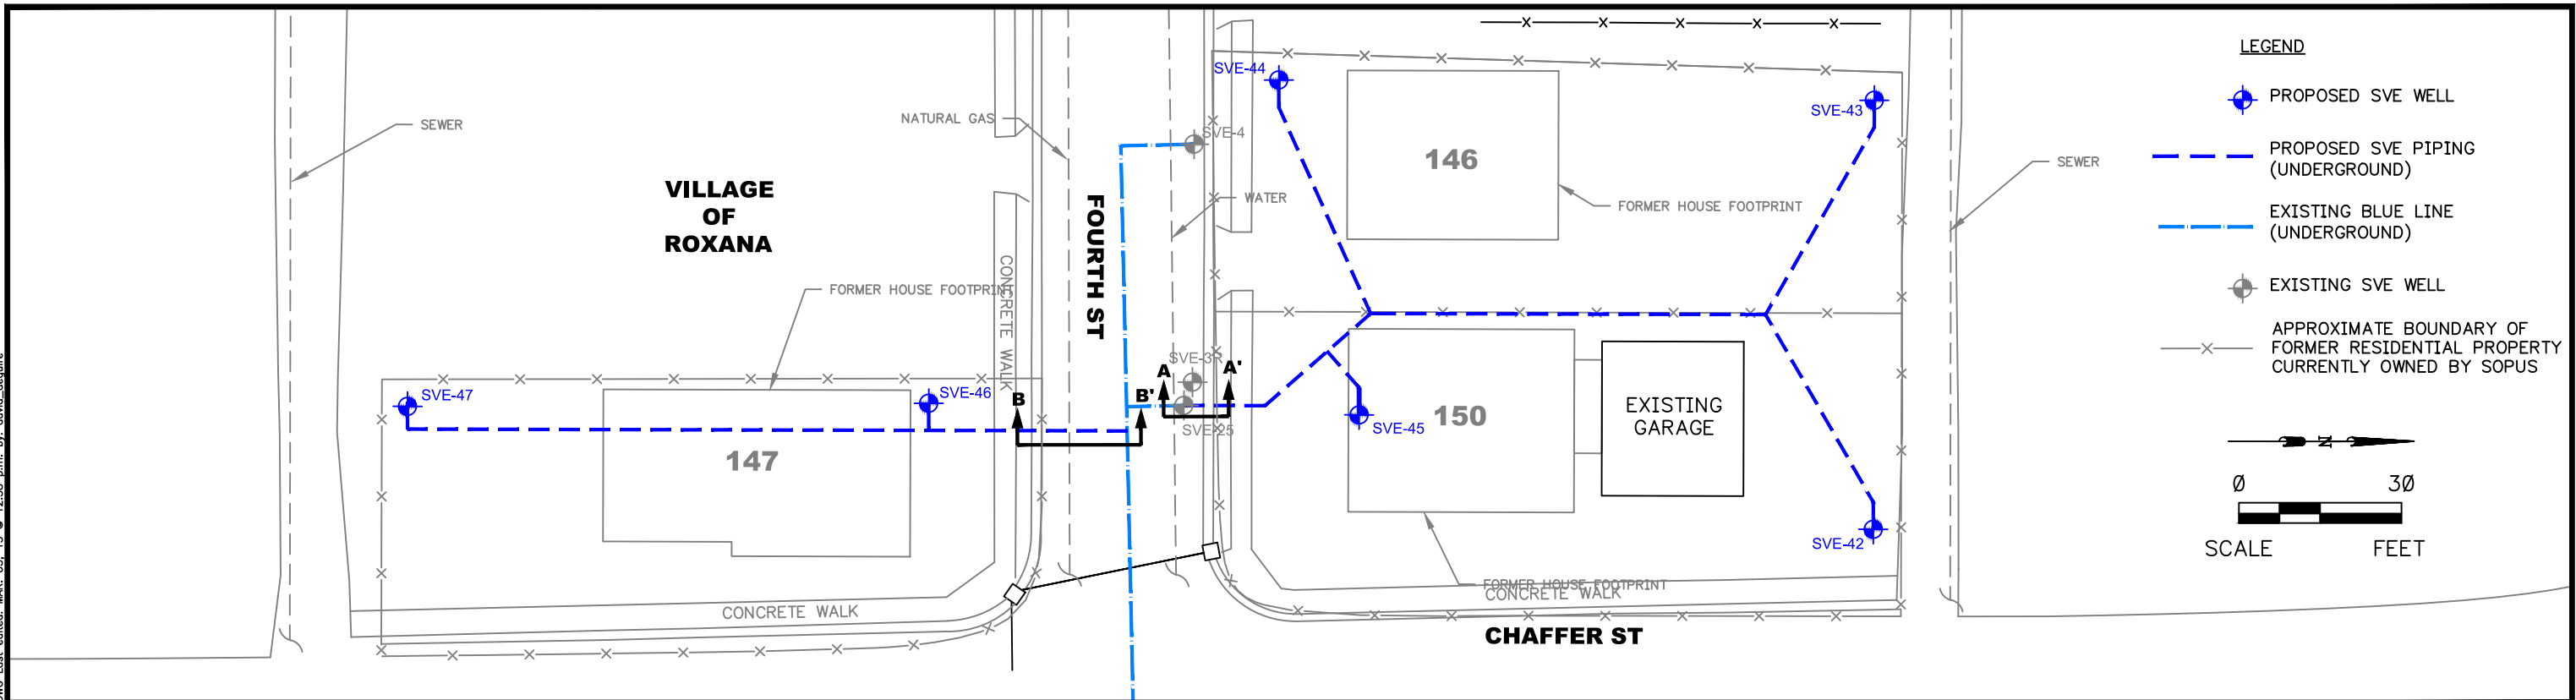 SEWER
VILLAGE
OF
ROXANA
NATURAL GAS
SVE-4
WATER
FOURTH ST
CONCRETE WALK
FORMER HOUSE FOOTPRINT
SVE-47
SVE-46
147
B
B'
A
A'
SVE-25
CONCRETE WALK
SVE-44
SVE-43
146
FORMER HOUSE FOOTPRINT
SEWER
SVE-45
150
EXISTING
GARAGE
SVE-42
FORMER HOUSE FOOTPRINT
CONCRETE WALK
CHAFFER ST
LEGEND
PROPOSED SVE WELL
PROPOSED SVE PIPING
(UNDERGROUND)
EXISTING BLUE LINE
(UNDERGROUND)
EXISTING SVE WELL
APPROXIMATE BOUNDARY OF
FORMER RESIDENTIAL PROPERTY
CURRENTLY OWNED BY SOPUS
N
0 30
SCALE FEET